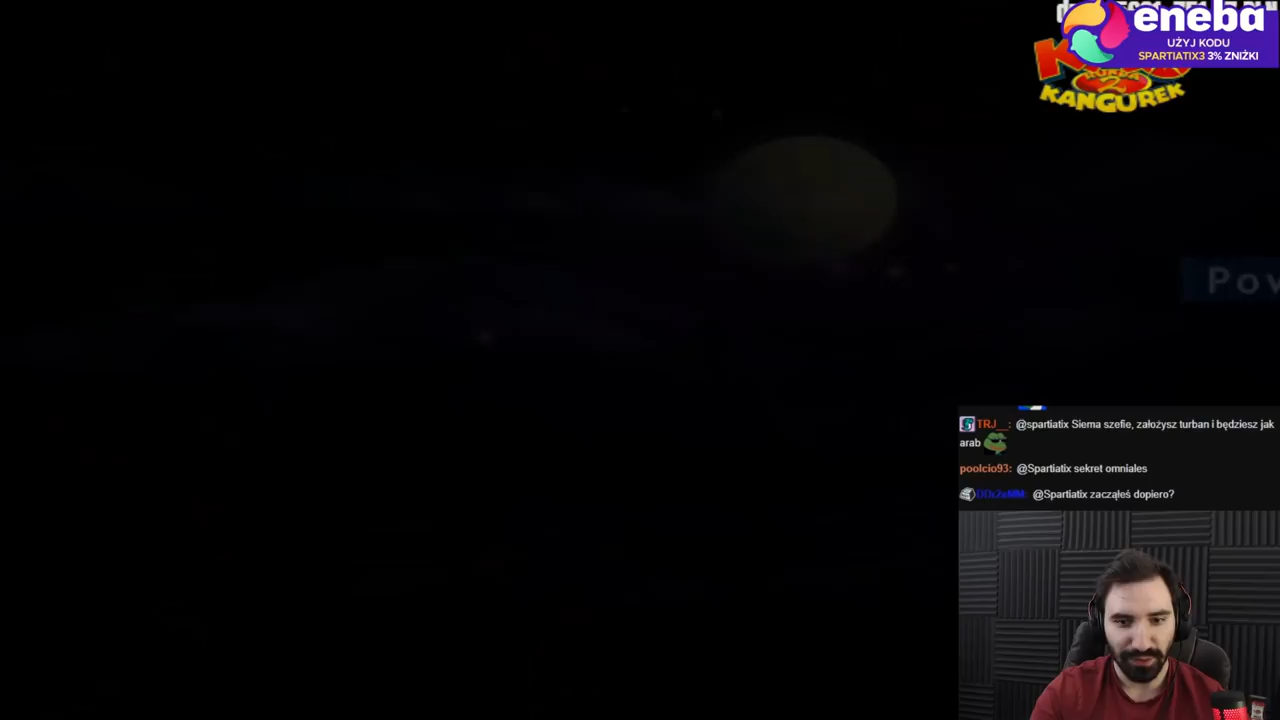 eneba
UŻYJ KODU
SPARTIATIX3 3% ZNIŻKI
KANGUREK
Pow
TRJ__: @spartiatix Siema szefie, założysz turban i będziesz jak
arab
poolcio93: @Spartiatix sekret omniales
@Spartiatix zacząłeś dopiero?